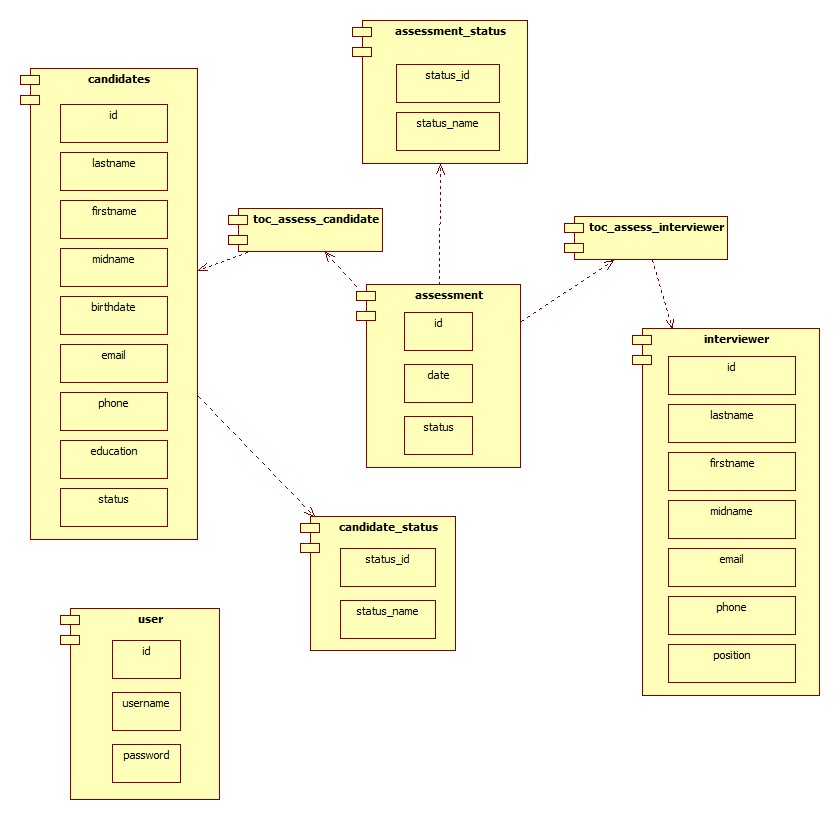 assessment_status
status_id
status_name
candidates
id
lastname
firstname
midname
birthdate
email
phone
education
status
toc_assess_candidate
toc_assess_interviewer
assessment
id
date
status
interviewer
id
lastname
firstname
midname
email
phone
position
candidate_status
status_id
status_name
user
id
username
password